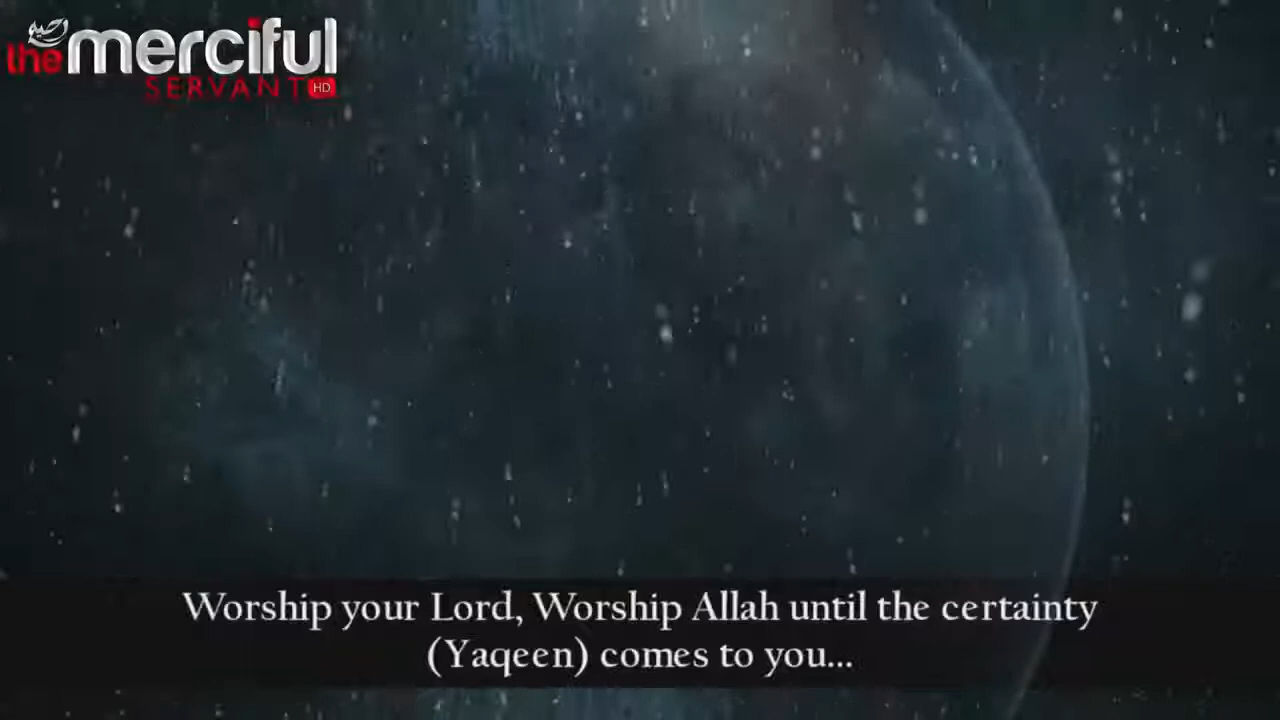 the merciful
SERVANT HD
Worship your Lord, Worship Allah until the certainty
(Yaqeen) comes to you...